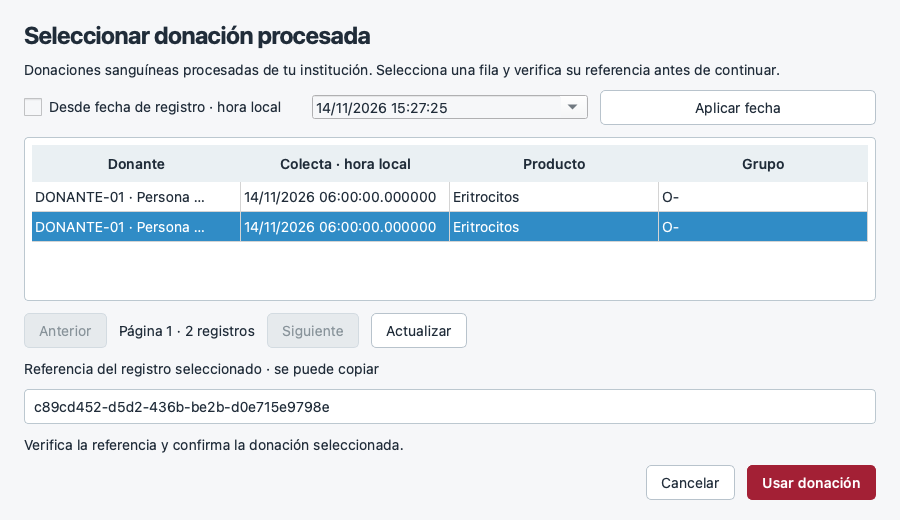 Seleccionar donación procesada
Donaciones sanguíneas procesadas de tu institución. Selecciona una fila y verifica su referencia antes de continuar.
Desde fecha de registro · hora local 14/11/2026 15:27:25 Aplicar fecha
Donante Colecta · hora local Producto Grupo
DONANTE-01 · Persona ... 14/11/2026 06:00:00.000000 Eritrocitos O-
DONANTE-01 · Persona ... 14/11/2026 06:00:00.000000 Eritrocitos O-
Anterior Página 1 · 2 registros Siguiente Actualizar
Referencia del registro seleccionado · se puede copiar
c89cd452-d5d2-436b-be2b-d0e715e9798e
Verifica la referencia y confirma la donación seleccionada.
Cancelar Usar donación